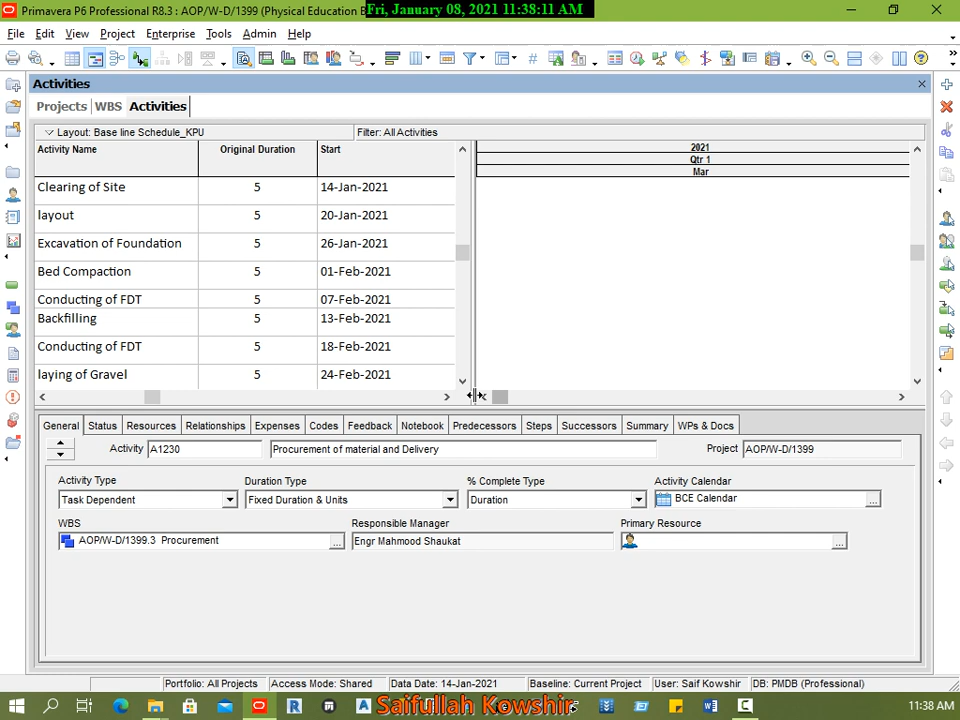 Primavera P6 Professional R8.3 : AOP/W-D/1399 (Physical Education B
Fri, January 08, 2021 11:38:11 AM
File Edit View Project Enterprise Tools Admin Help
Activities
Projects WBS Activities
Layout: Base line Schedule_KPU Filter: All Activities
Activity Name Original Duration Start
2021
Qtr 1
Mar
Clearing of Site 5 14-Jan-2021
layout 5 20-Jan-2021
Excavation of Foundation 5 26-Jan-2021
Bed Compaction 5 01-Feb-2021
Conducting of FDT 5 07-Feb-2021
Backfilling 5 13-Feb-2021
Conducting of FDT 5 18-Feb-2021
laying of Gravel 5 24-Feb-2021
General Status Resources Relationships Expenses Codes Feedback Notebook Predecessors Steps Successors Summary WPs & Docs
Activity A1230 Procurement of material and Delivery Project AOP/W-D/1399
Activity Type Duration Type % Complete Type Activity Calendar
Task Dependent Fixed Duration & Units Duration BCE Calendar
WBS Responsible Manager Primary Resource
AOP/W-D/1399.3 Procurement Engr Mahmood Shaukat
Portfolio: All Projects Access Mode: Shared Data Date: 14-Jan-2021 Baseline: Current Project User: Saif Kowshir DB: PMDB (Professional)
Saifullah Kowshir
11:38 AM